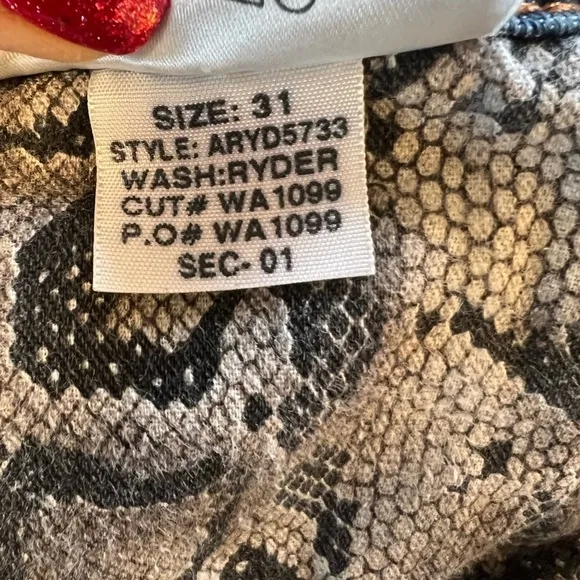 SIZE: 31
STYLE: ARYD5733
WASH:RYDER
CUT# WA1099
P.O# WA1099
SEC- 01